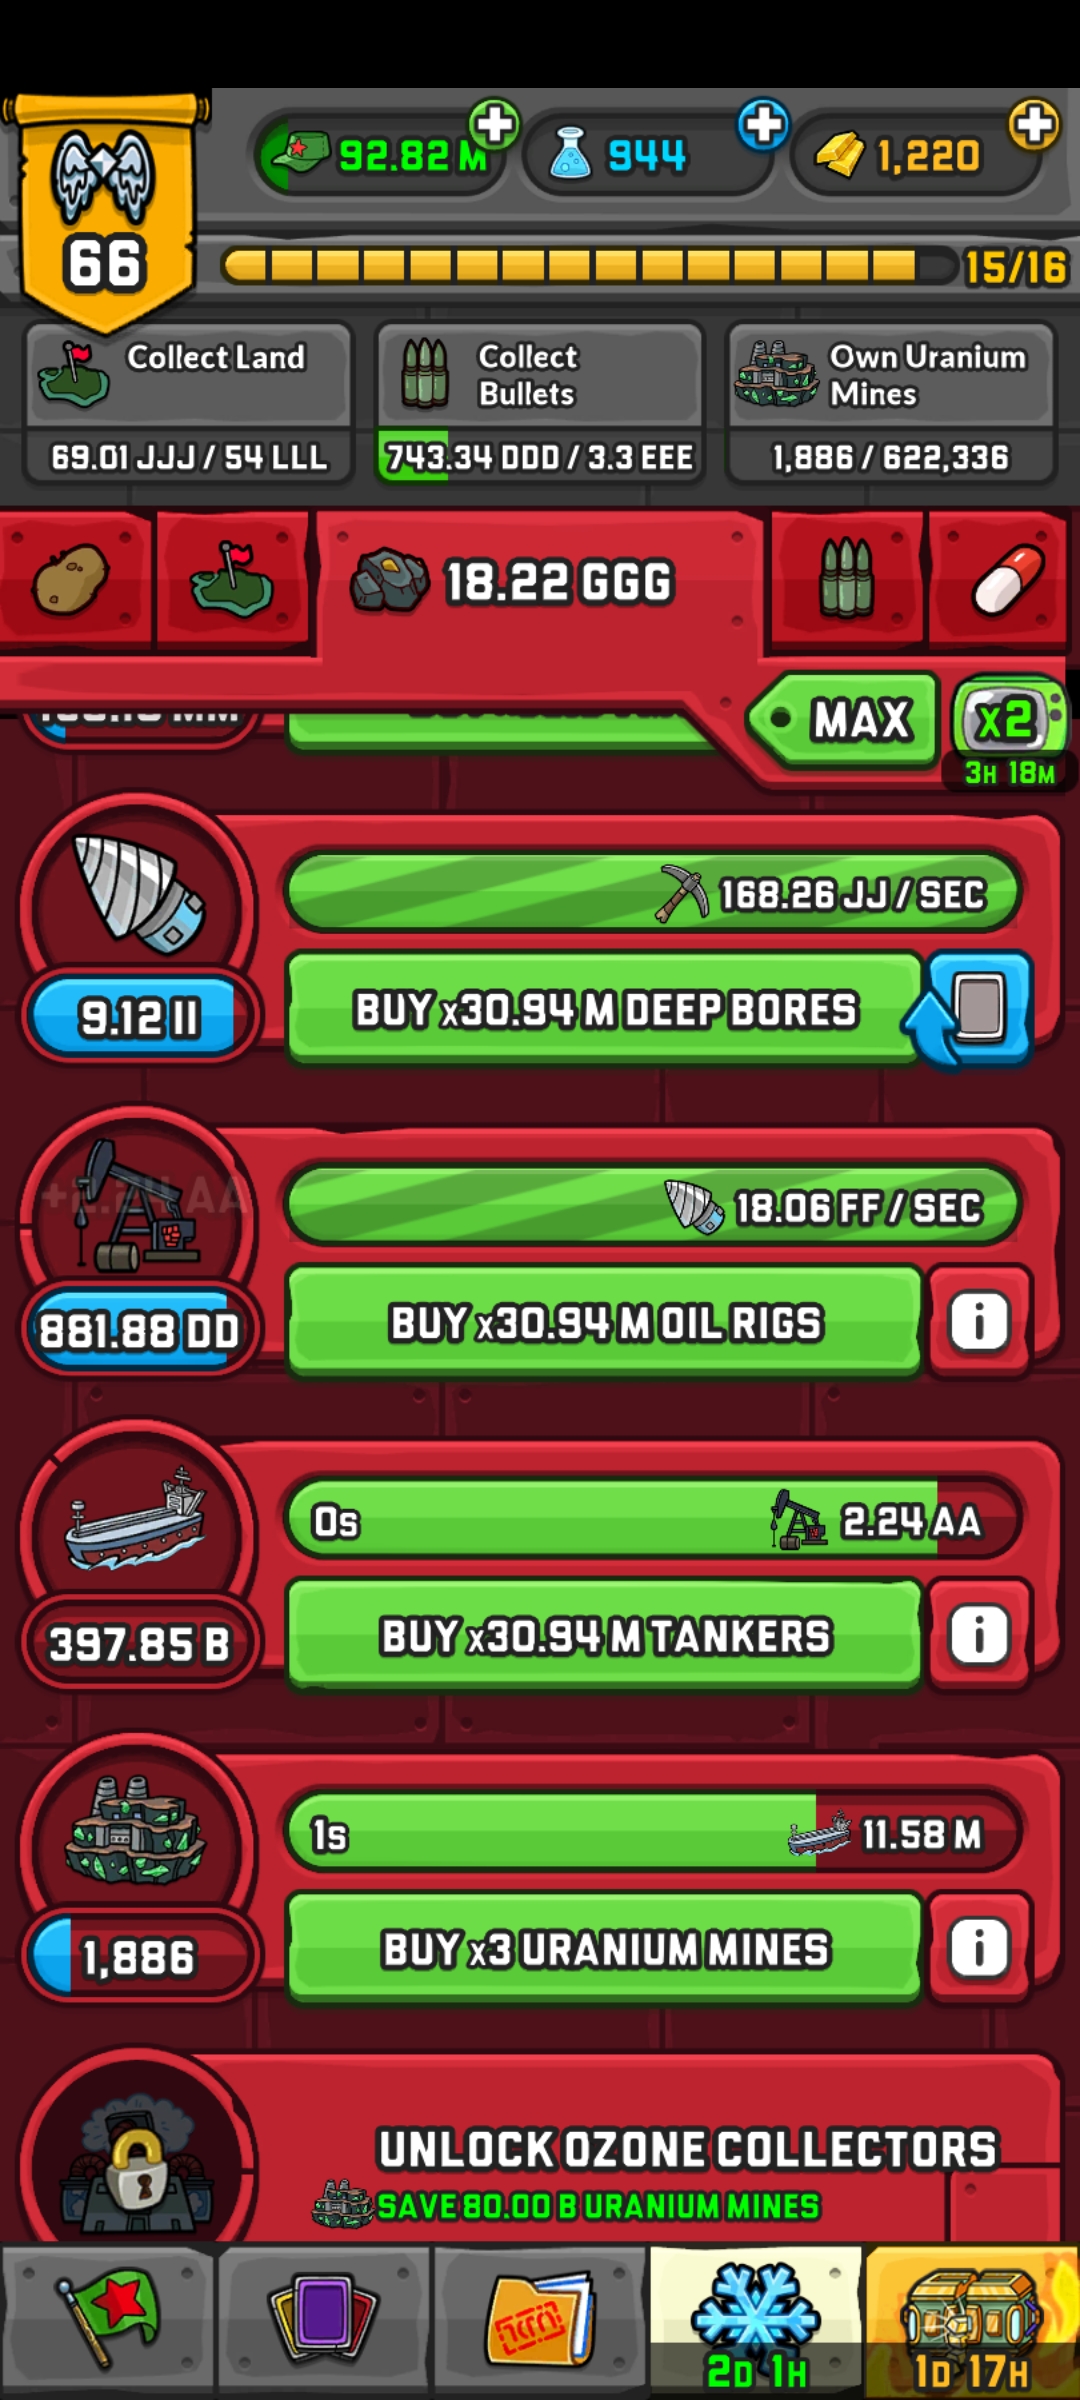 92.82 M
944
1,220
66
15/16
Collect Land
69.01 JJJ / 54 LLL
Collect
Bullets
743.34 DDD / 3.3 EEE
Own Uranium
Mines
1,886 / 622,336
18.22 GGG
MAX
x2
3H 18M
168.26 JJ / SEC
9.12 II
BUY x30.94 M DEEP BORES
+2.24 AA
18.06 FF / SEC
881.88 DD
BUY x30.94 M OIL RIGS
i
0s
2.24 AA
397.85 B
BUY x30.94 M TANKERS
i
1s
11.58 M
1,886
BUY x3 URANIUM MINES
i
UNLOCK OZONE COLLECTORS
SAVE 80.00 B URANIUM MINES
2D 1H
1D 17H